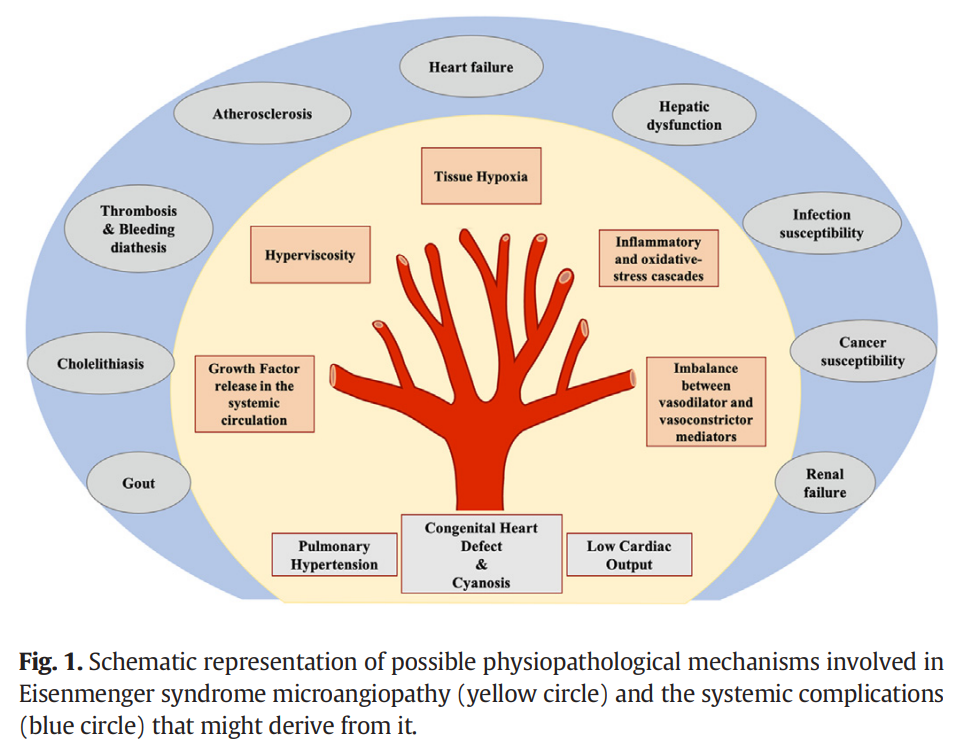 Heart failure
Atherosclerosis
Hepatic
dysfunction
Tissue Hypoxia
Thrombosis
& Bleeding
diathesis
Infection
susceptibility
Hyperviscosity
Inflammatory
and oxidative-
stress cascades
Cholelithiasis
Cancer
susceptibility
Growth Factor
release in the
systemic
circulation
Imbalance
between
vasodilator and
vasoconstrictor
mediators
Gout
Renal
failure
Pulmonary
Hypertension
Congenital Heart
Defect
&
Cyanosis
Low Cardiac
Output
Fig. 1. Schematic representation of possible physiopathological mechanisms involved in
Eisenmenger syndrome microangiopathy (yellow circle) and the systemic complications
(blue circle) that might derive from it.